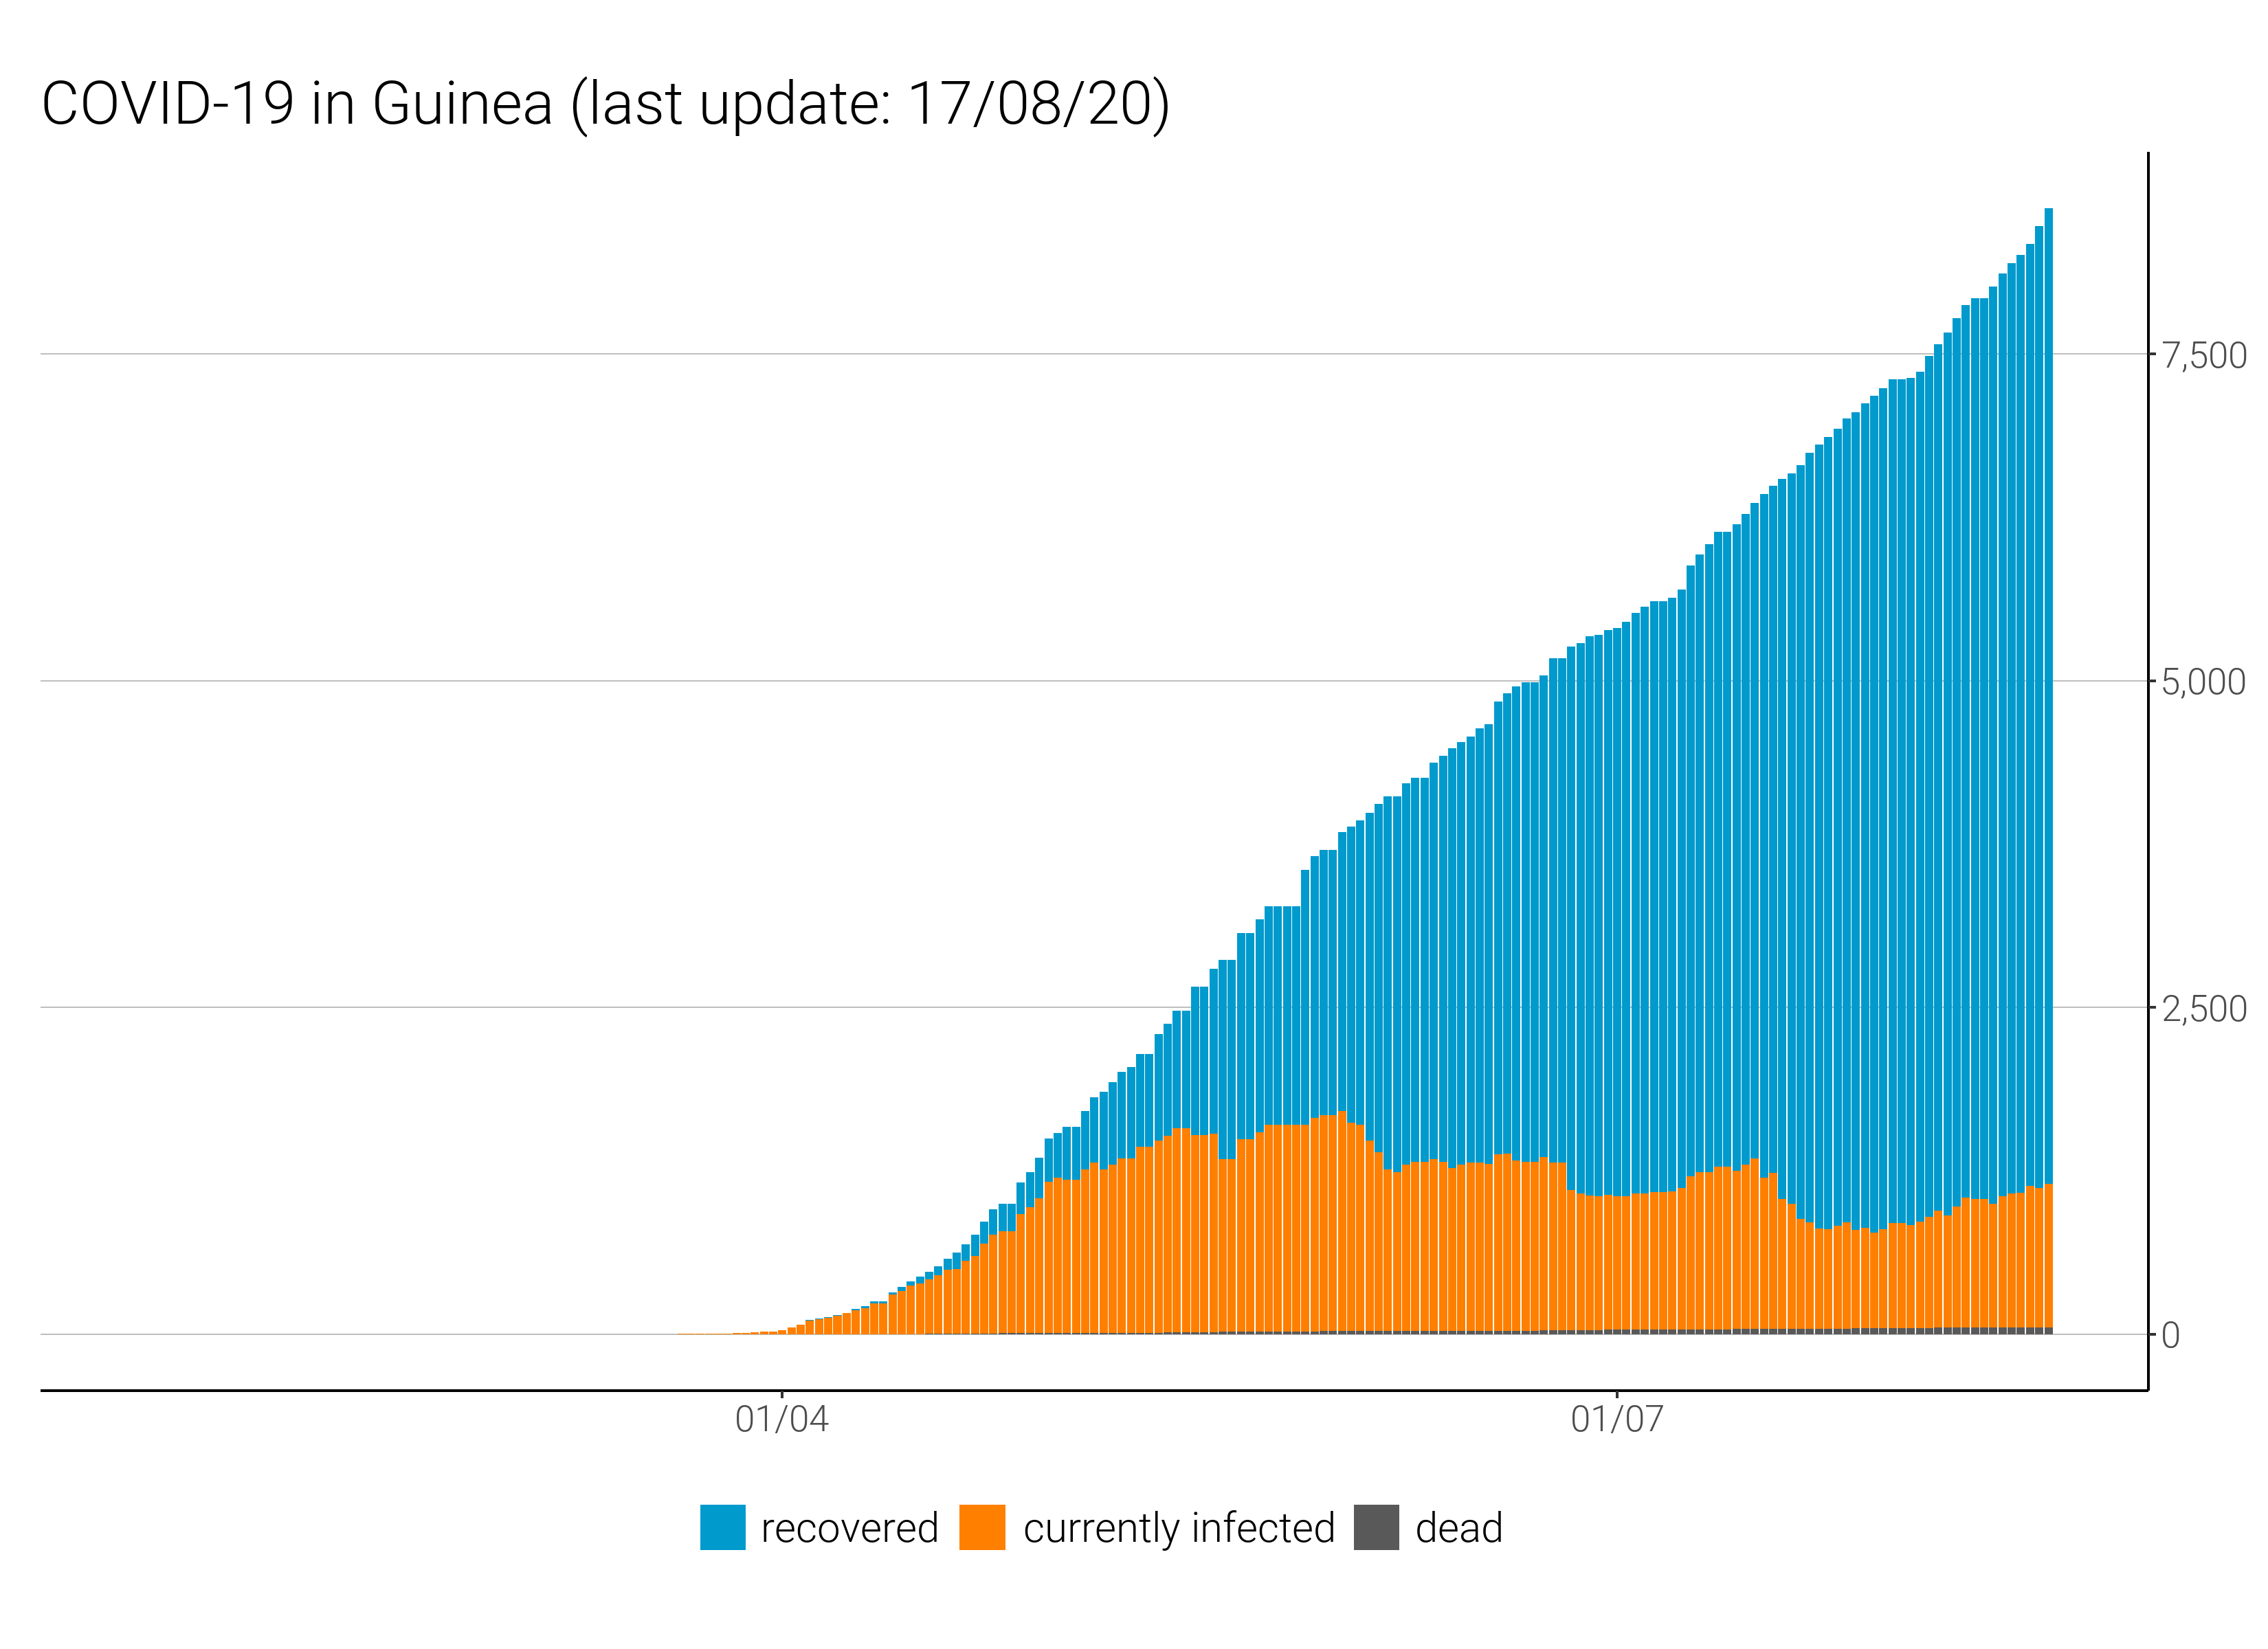 COVID-19 in Guinea (last update: 17/08/20)
7,500
5,000
2,500
0
01/04 01/07
recovered currently infected dead